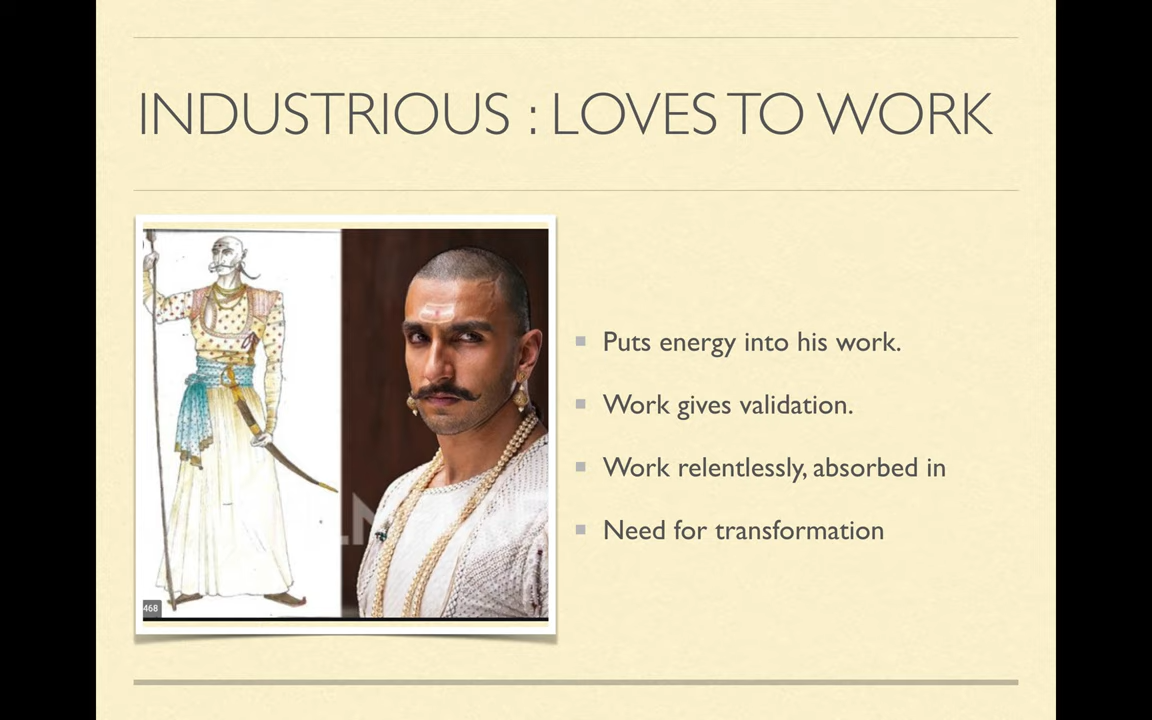 INDUSTRIOUS : LOVES TO WORK
Puts energy into his work.
Work gives validation.
Work relentlessly, absorbed in
Need for transformation
468